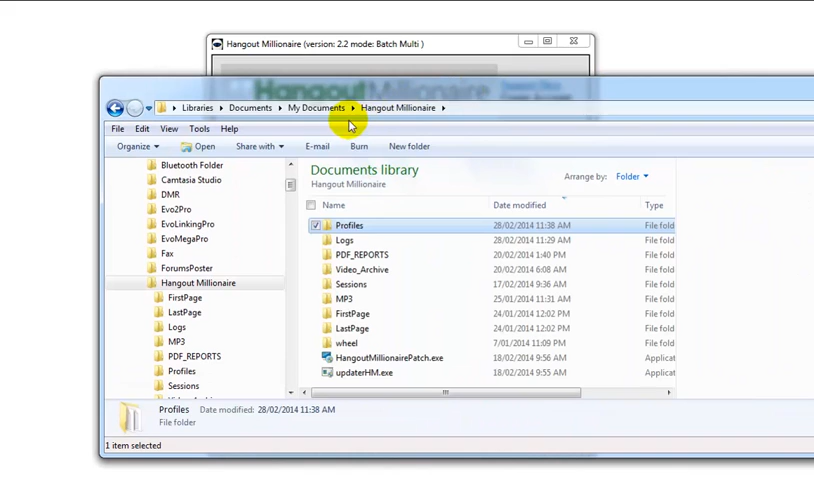 Hangout Millionaire (version: 2.2 mode: Batch Multi )
Hangout Millionaire
Libraries Documents My Documents Hangout Millionaire
File Edit View Tools Help
Organize Open Share with E-mail Burn New folder
Bluetooth Folder
Camtasia Studio
DMR
Evo2Pro
EvoLinkingPro
EvoMegaPro
Fax
ForumsPoster
Hangout Millionaire
FirstPage
LastPage
Logs
MP3
PDF_REPORTS
Profiles
Sessions
Documents library
Hangout Millionaire
Arrange by: Folder
Name Date modified Type
Profiles 28/02/2014 11:38 AM File fold
Logs 28/02/2014 11:29 AM File fold
PDF_REPORTS 20/02/2014 1:40 PM File fold
Video_Archive 20/02/2014 6:08 AM File fold
Sessions 17/02/2014 9:36 AM File fold
MP3 25/01/2014 11:31 AM File fold
FirstPage 24/01/2014 12:02 PM File fold
LastPage 24/01/2014 12:02 PM File fold
wheel 7/01/2014 11:09 PM File fold
HangoutMillionairePatch.exe 18/02/2014 9:56 AM Applicat
updaterHM.exe 18/02/2014 9:55 AM Applicat
Profiles Date modified: 28/02/2014 11:38 AM
File folder
1 item selected